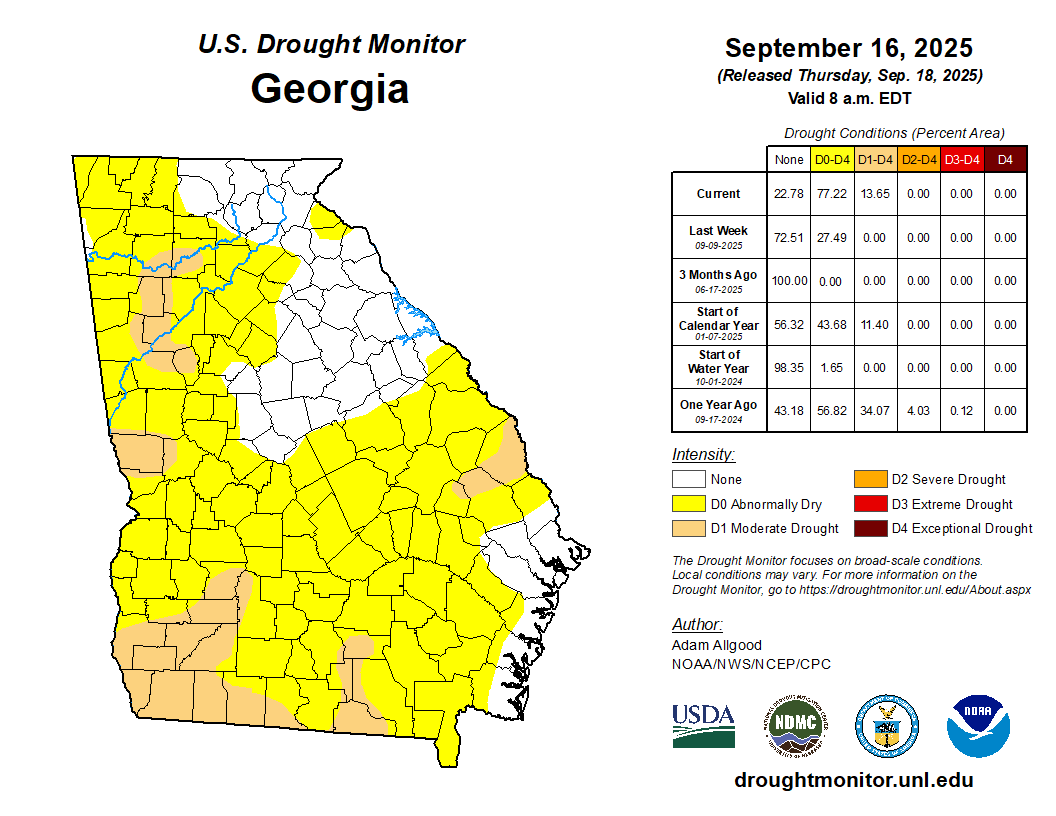 U.S. Drought Monitor
Georgia
September 16, 2025
(Released Thursday, Sep. 18, 2025)
Valid 8 a.m. EDT
Drought Conditions (Percent Area)
None D0-D4 D1-D4 D2-D4 D3-D4 D4
Current 22.78 77.22 13.65 0.00 0.00 0.00
Last Week
09-09-2025 72.51 27.49 0.00 0.00 0.00 0.00
3 Months Ago
06-17-2025 100.00 0.00 0.00 0.00 0.00 0.00
Start of
Calendar Year
01-07-2025 56.32 43.68 11.40 0.00 0.00 0.00
Start of
Water Year
10-01-2024 98.35 1.65 0.00 0.00 0.00 0.00
One Year Ago
09-17-2024 43.18 56.82 34.07 4.03 0.12 0.00
Intensity:
None
D0 Abnormally Dry
D1 Moderate Drought
D2 Severe Drought
D3 Extreme Drought
D4 Exceptional Drought
The Drought Monitor focuses on broad-scale conditions.
Local conditions may vary. For more information on the
Drought Monitor, go to https://droughtmonitor.unl.edu/About.aspx
Author:
Adam Allgood
NOAA/NWS/NCEP/CPC
USDA
NDMC
NOAA
droughtmonitor.unl.edu